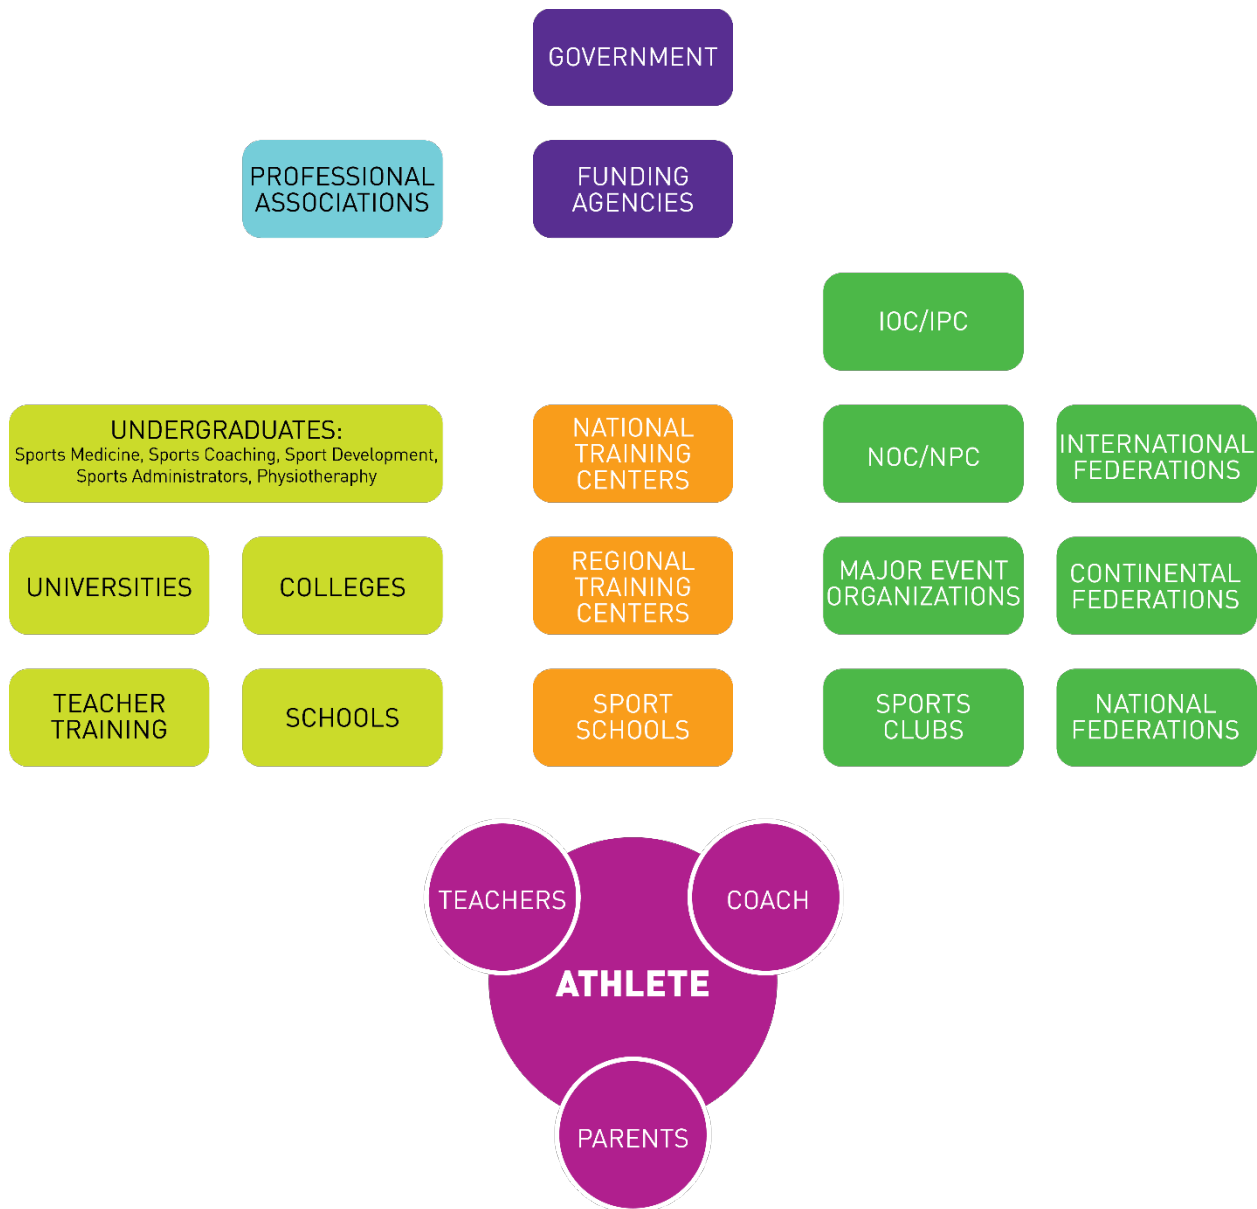 GOVERNMENT
PROFESSIONAL
ASSOCIATIONS
FUNDING
AGENCIES
IOC/IPC
UNDERGRADUATES:
Sports Medicine, Sports Coaching, Sport Development,
Sports Administrators, Physiotheraphy
NATIONAL
TRAINING
CENTERS
NOC/NPC
INTERNATIONAL
FEDERATIONS
UNIVERSITIES
COLLEGES
REGIONAL
TRAINING
CENTERS
MAJOR EVENT
ORGANIZATIONS
CONTINENTAL
FEDERATIONS
TEACHER
TRAINING
SCHOOLS
SPORT
SCHOOLS
SPORTS
CLUBS
NATIONAL
FEDERATIONS
TEACHERS
COACH
ATHLETE
PARENTS